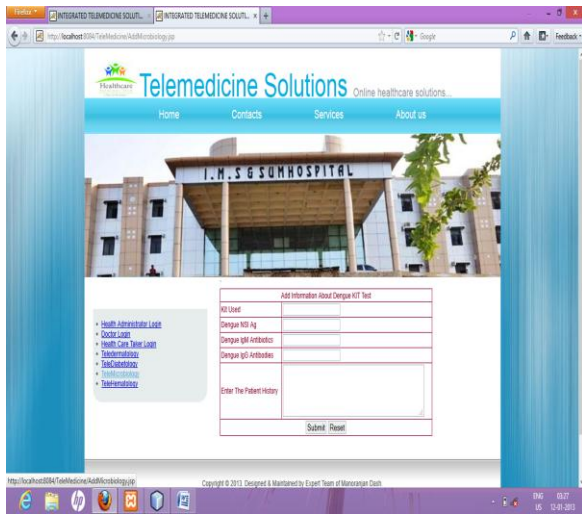 Firefox
INTEGRATED TELEMEDICINE SOLUTI...
INTEGRATED TELEMEDICINE SOLUTI...
http://localhost:8084/TeleMedicine/AddMicrobiology.jsp
Google
Feedback
Healthcare
Telemedicine Solutions Online healthcare solutions...
Home Contacts Services About us
I.M.S & SUM HOSPITAL
Add Information About Dengue KIT Test
Kit Used
Dengue NSI Ag
Dengue IgM Antibiotics
Dengue IgG Antibodies
Enter The Patient History
Submit Reset
Health Administrator Login
Doctor Login
Health Care Taker Login
Teledermatology
TeleDiabetology
TeleMicrobiology
TeleHematology
http://localhost:8084/TeleMedicine/AddMicrobiology.jsp
Copyright © 2013. Designed & Maintained by Expert Team of Manoranjan Dash
ENG 03:27
US 12-01-2013